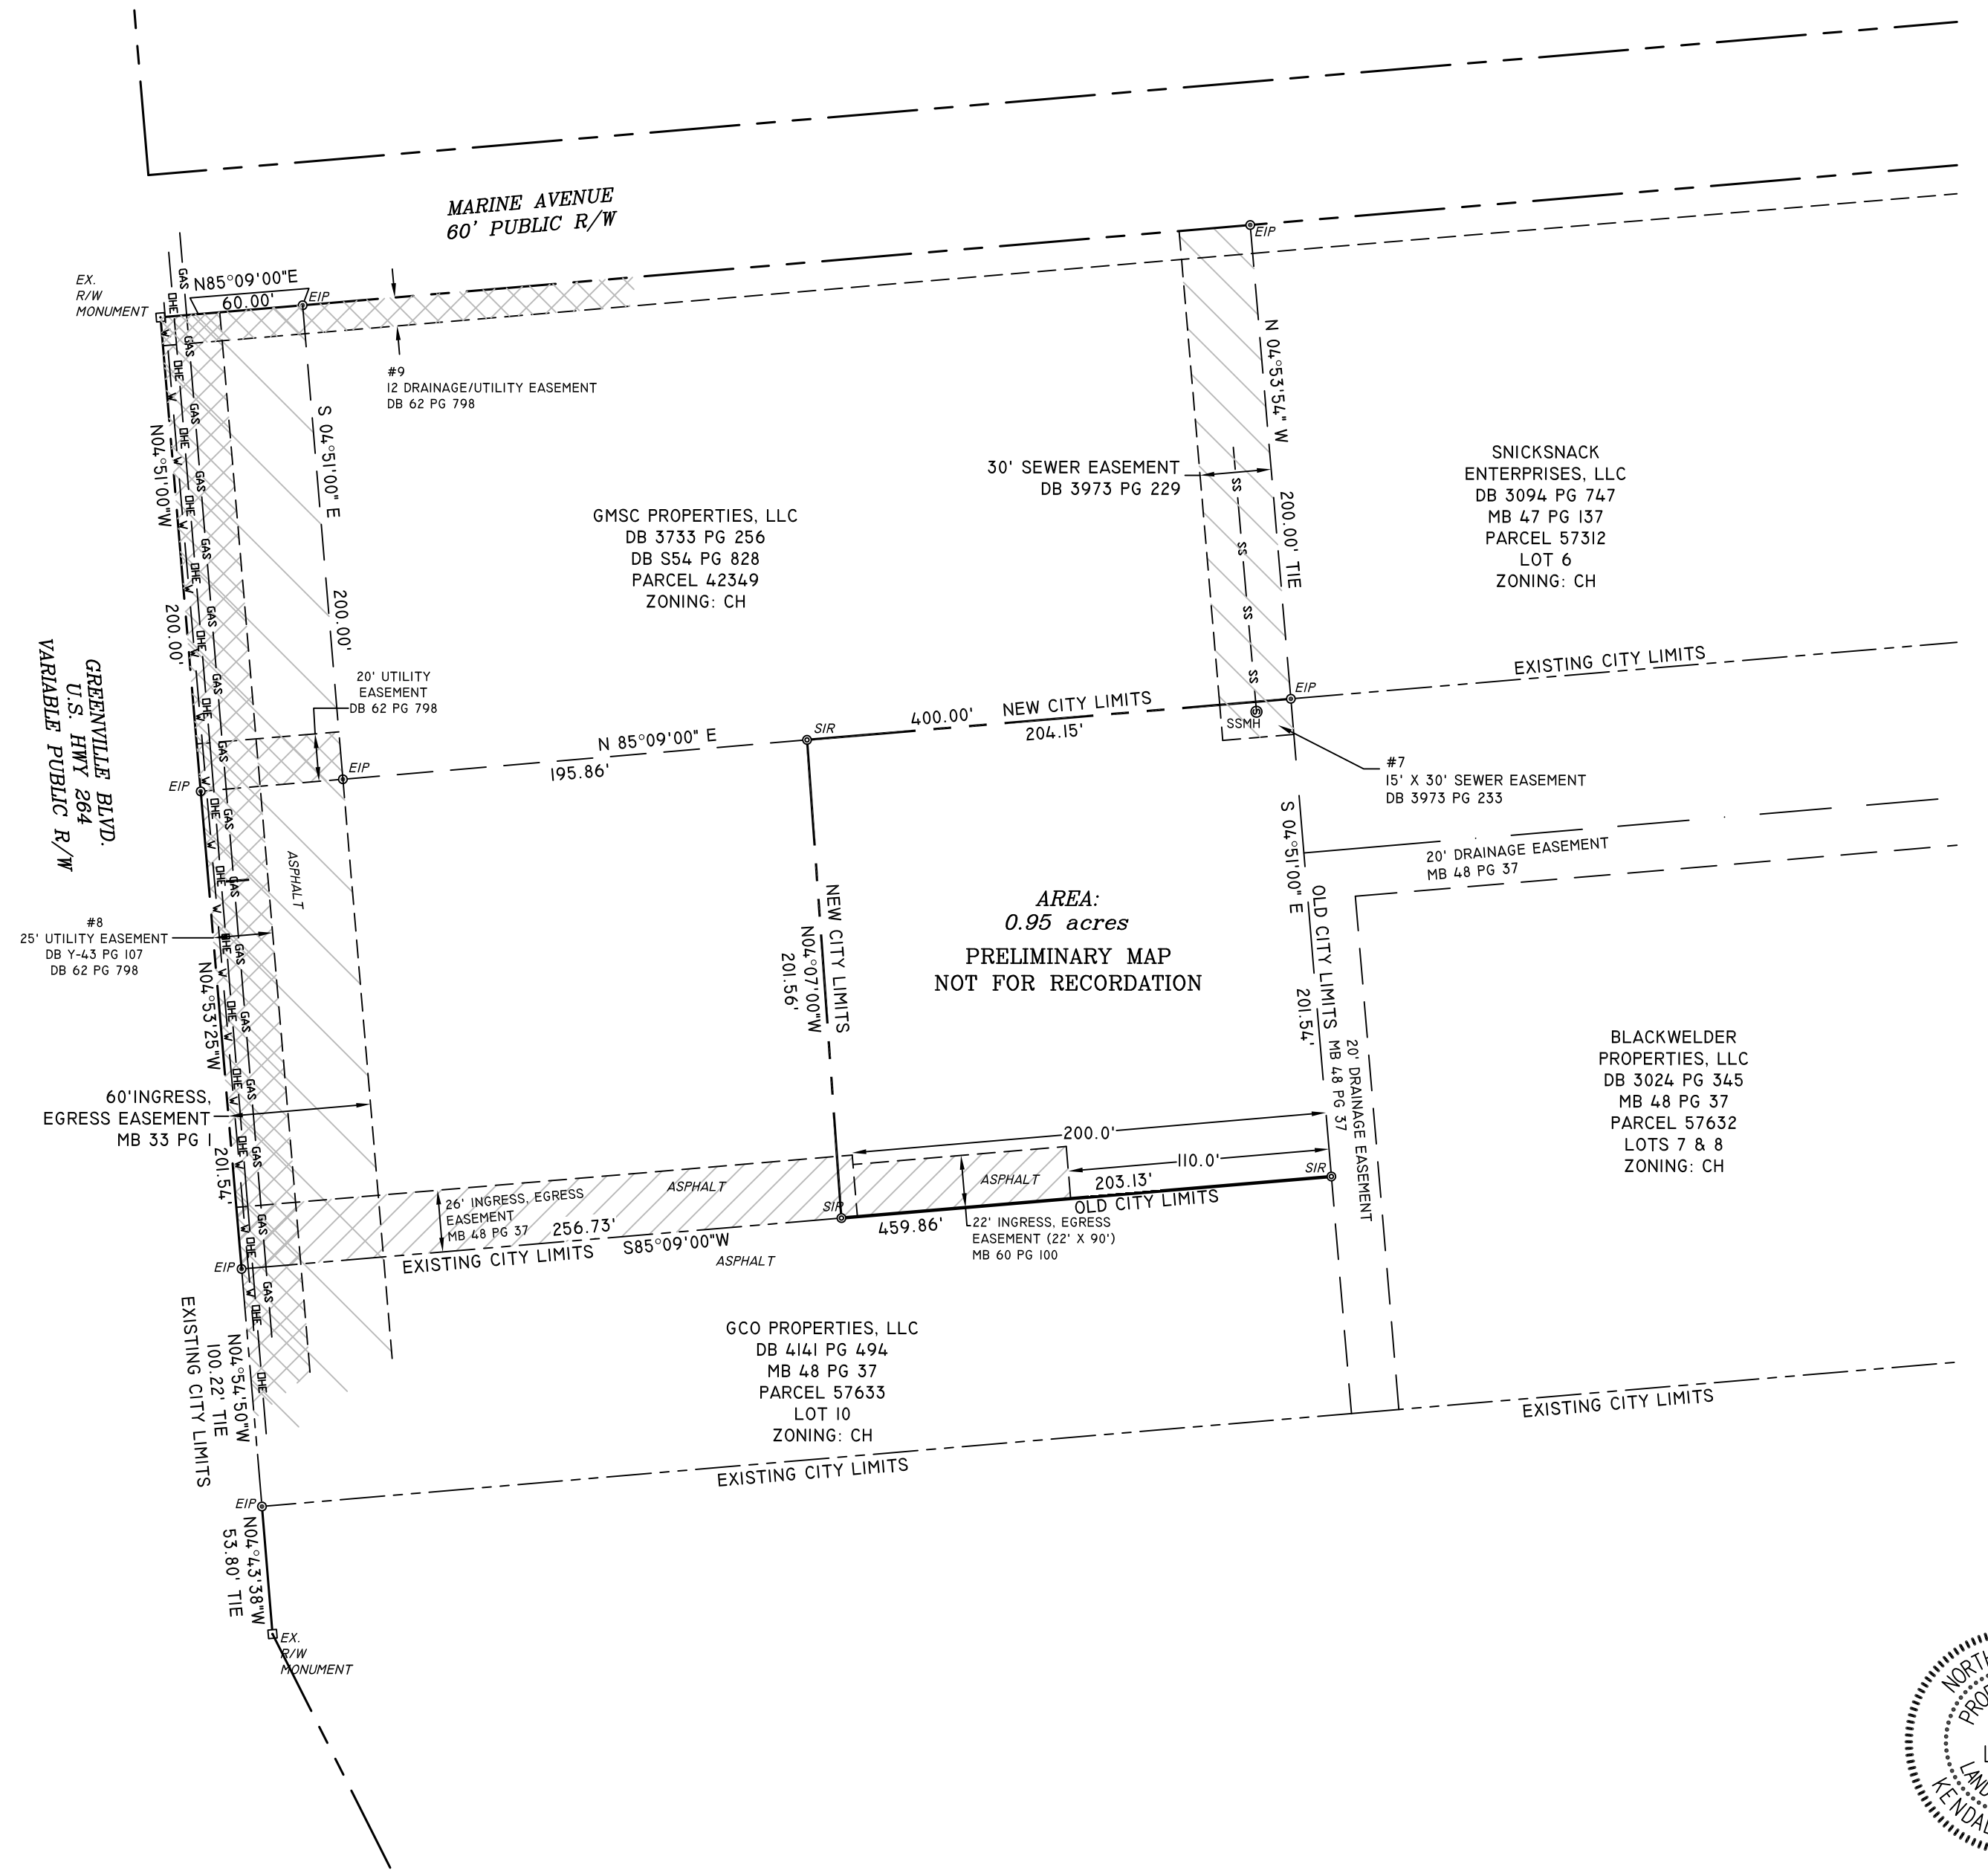 MARINE AVENUE
60' PUBLIC R/W
EX.
R/W
MONUMENT
N85°09'00"E
60.00'
EIP
EIP
#9
12 DRAINAGE/UTILITY EASEMENT
DB 62 PG 798
N04°51'00"W
200.00'
S 04°51'00" E
200.00'
GAS
OHE
W
GMSC PROPERTIES, LLC
DB 3733 PG 256
DB S54 PG 828
PARCEL 42349
ZONING: CH
30' SEWER EASEMENT
DB 3973 PG 229
N 04°53'54" W
200.00' TIE
SS
SS
SS
SS
SNICKSNACK
ENTERPRISES, LLC
DB 3094 PG 747
MB 47 PG 137
PARCEL 57312
LOT 6
ZONING: CH
GREENVILLE BLVD.
U.S. HWY 264
VARIABLE PUBLIC R/W
20' UTILITY
EASEMENT
DB 62 PG 798
EXISTING CITY LIMITS
EIP
SIR
400.00'
NEW CITY LIMITS
204.15'
SSMH
S
N 85°09'00" E
195.86'
EIP
EIP
#7
15' X 30' SEWER EASEMENT
DB 3973 PG 233
20' DRAINAGE EASEMENT
MB 48 PG 37
ASPHALT
#8
25' UTILITY EASEMENT
DB Y-43 PG 107
DB 62 PG 798
N04°53'25"W
201.54'
NEW CITY LIMITS
N04°07'00"W
201.56'
AREA:
0.95 acres
PRELIMINARY MAP
NOT FOR RECORDATION
S 04°51'00" E
OLD CITY LIMITS
201.54'
20' DRAINAGE EASEMENT
MB 48 PG 37
BLACKWELDER
PROPERTIES, LLC
DB 3024 PG 345
MB 48 PG 37
PARCEL 57632
LOTS 7 & 8
ZONING: CH
60'INGRESS,
EGRESS EASEMENT
MB 33 PG 1
200.0'
110.0'
SIR
203.13'
OLD CITY LIMITS
ASPHALT
ASPHALT
26' INGRESS, EGRESS
EASEMENT
MB 48 PG 37
256.73'
SIR
459.86'
22' INGRESS, EGRESS
EASEMENT (22' X 90')
MB 60 PG 100
EXISTING CITY LIMITS
S85°09'00"W
ASPHALT
EIP
EXISTING CITY LIMITS
N04°54'50"W
100.22' TIE
GCO PROPERTIES, LLC
DB 4141 PG 494
MB 48 PG 37
PARCEL 57633
LOT 10
ZONING: CH
EXISTING CITY LIMITS
EXISTING CITY LIMITS
EIP
N04°43'38"W
53.80' TIE
EX.
R/W
MONUMENT